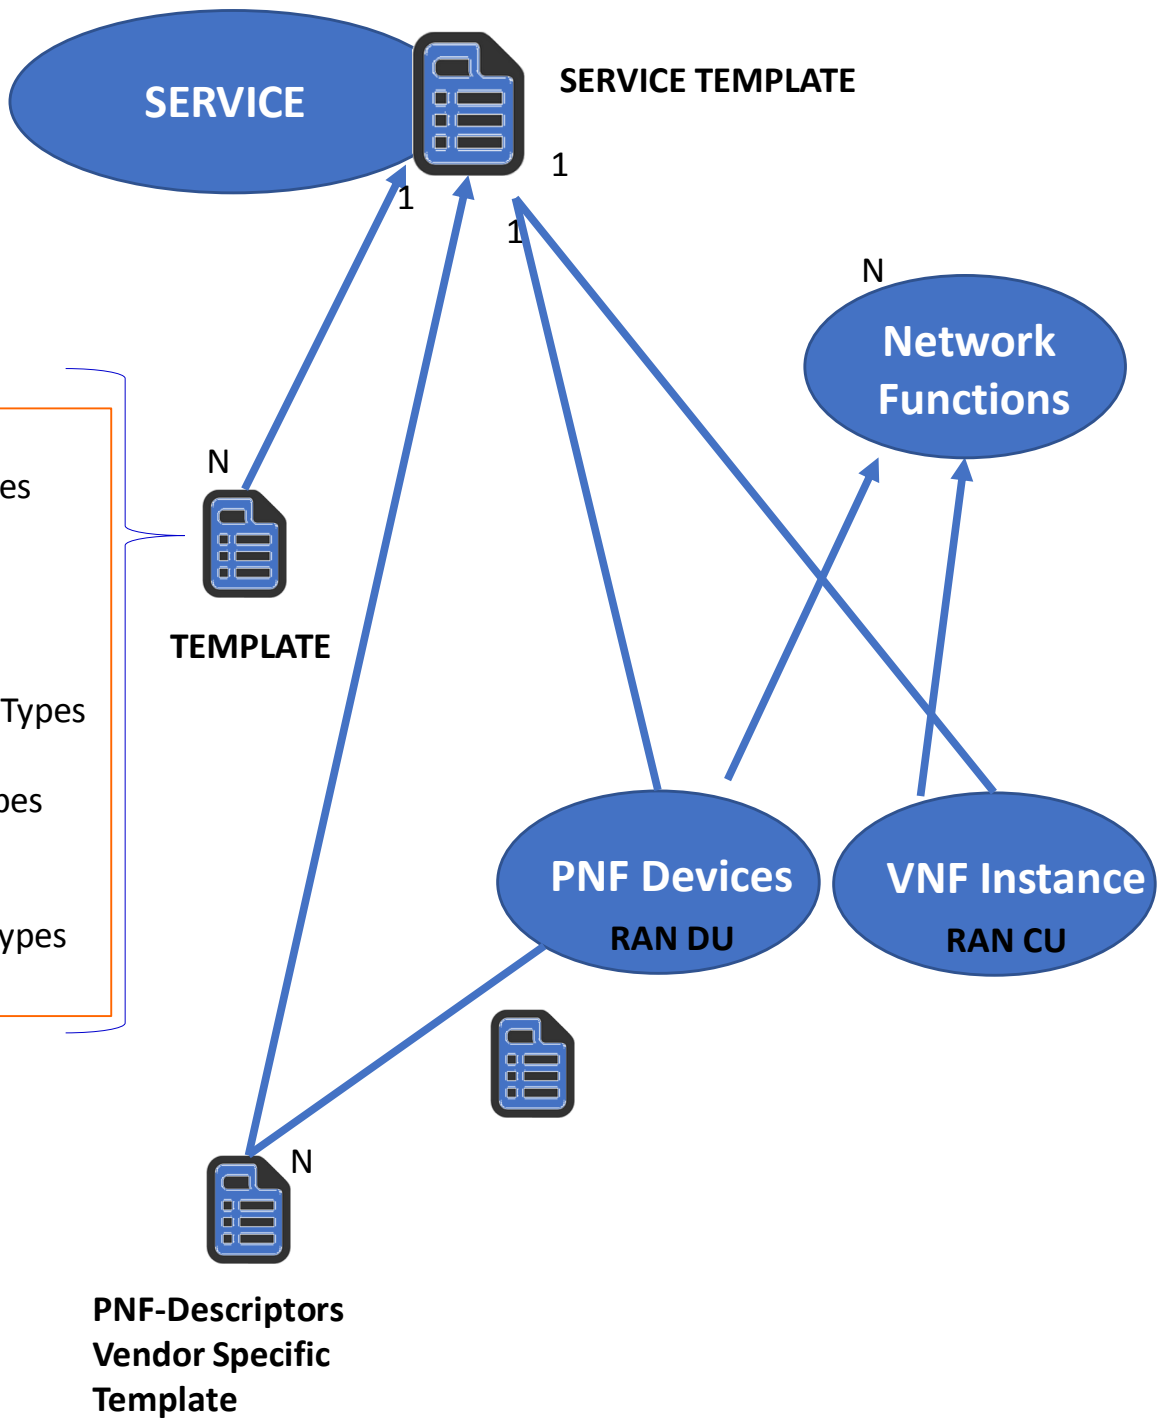 SERVICE
SERVICE TEMPLATE
1
1
1
N
Network
Functions
N
es
TEMPLATE
Types
pes
ypes
PNF Devices
RAN DU
VNF Instance
RAN CU
N
PNF-Descriptors
Vendor Specific
Template